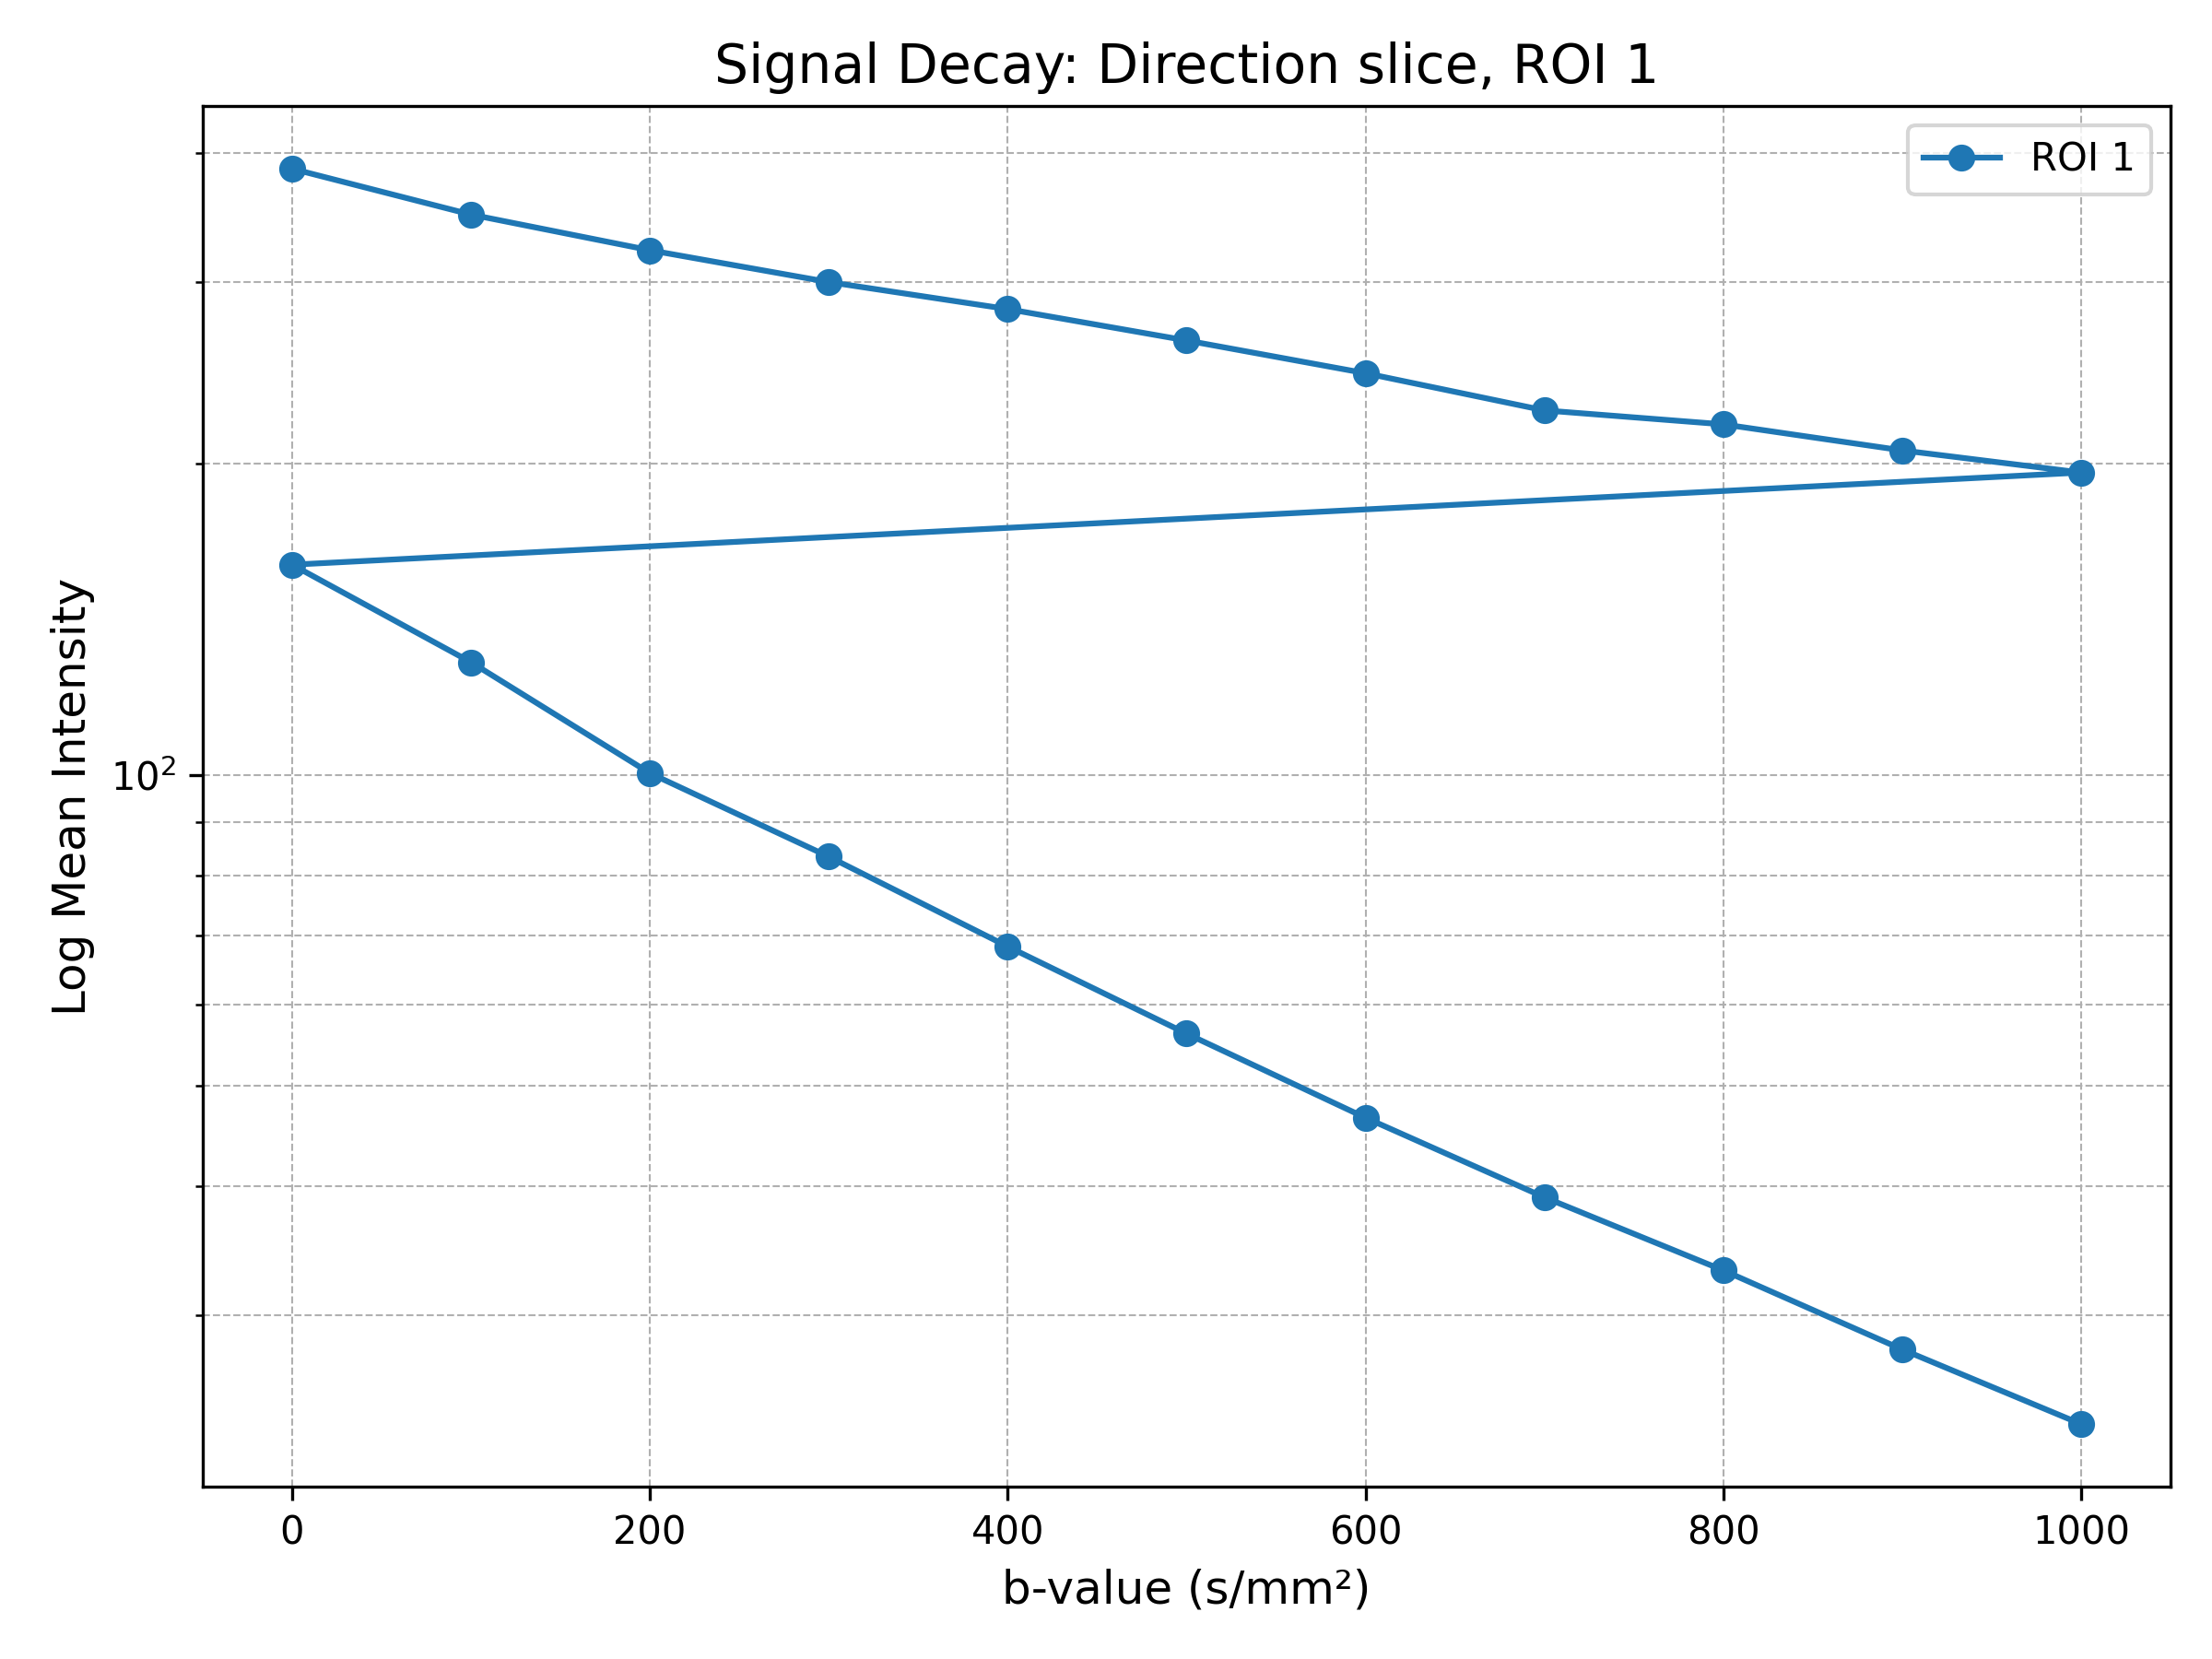 Signal Decay: Direction slice, ROI 1
ROI 1
Log Mean Intensity
10²
0 200 400 600 800 1000
b-value (s/mm²)